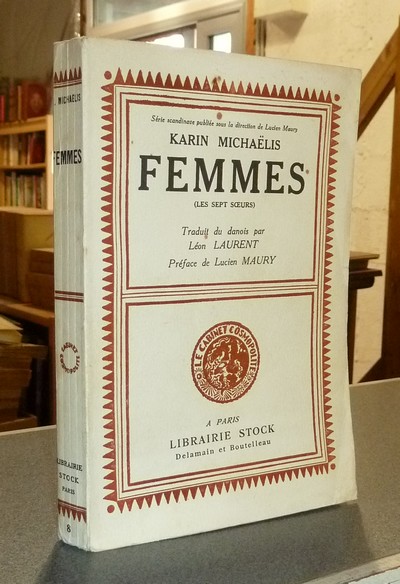 Série scandinave publiée sous la direction de Lucien Maury
KARIN MICHAËLIS
FEMMES
(LES SEPT SŒURS)
Traduit du danois par
Léon LAURENT
Préface de Lucien MAURY
LE CABINET COSMOPOLITE
A PARIS
LIBRAIRIE STOCK
Delamain et Boutelleau
MICHAËLIS
FEMMES
LIBRAIRIE
STOCK
PARIS
8